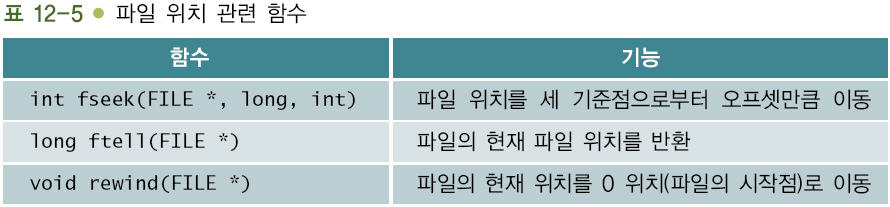 표 12-5 ● 파일 위치 관련 함수
함수 기능
int fseek(FILE *, long, int) 파일 위치를 세 기준점으로부터 오프셋만큼 이동
long ftell(FILE *) 파일의 현재 파일 위치를 반환
void rewind(FILE *) 파일의 현재 위치를 0 위치(파일의 시작점)로 이동